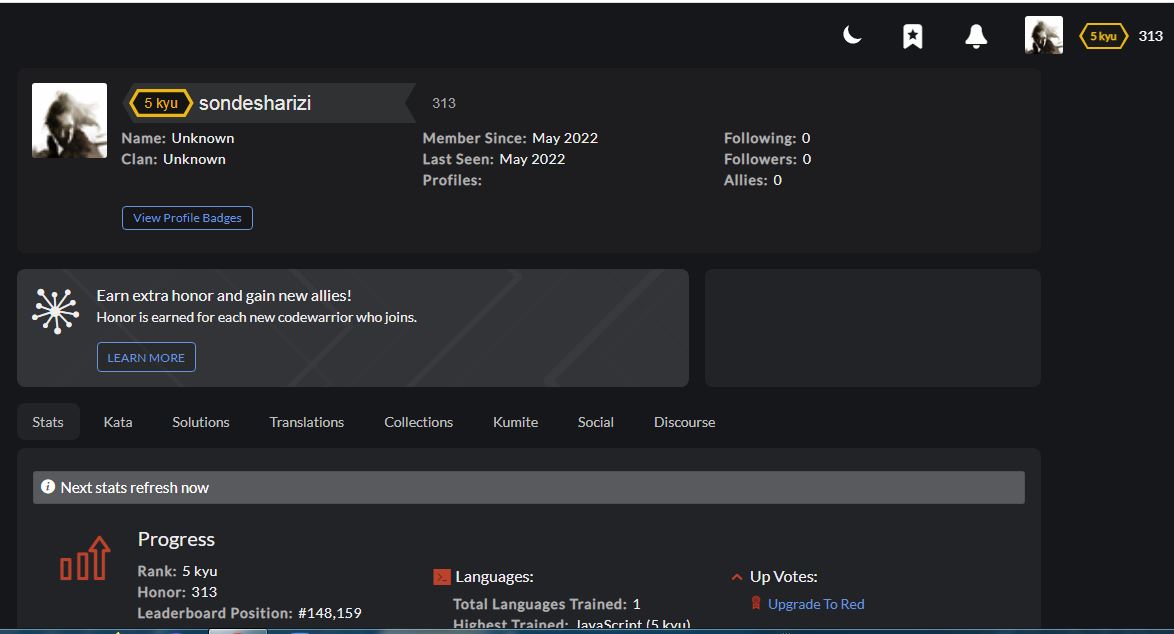 5 kyu 313
5 kyu sondesharizi 313
Name: Unknown Member Since: May 2022 Following: 0
Clan: Unknown Last Seen: May 2022 Followers: 0
Profiles: Allies: 0
View Profile Badges
Earn extra honor and gain new allies!
Honor is earned for each new codewarrior who joins.
LEARN MORE
Stats Kata Solutions Translations Collections Kumite Social Discourse
Next stats refresh now
Progress
Rank: 5 kyu
Honor: 313
Leaderboard Position: #148,159
Languages:
Total Languages Trained: 1
Highest Trained: JavaScript (5 kyu)
Up Votes:
Upgrade To Red